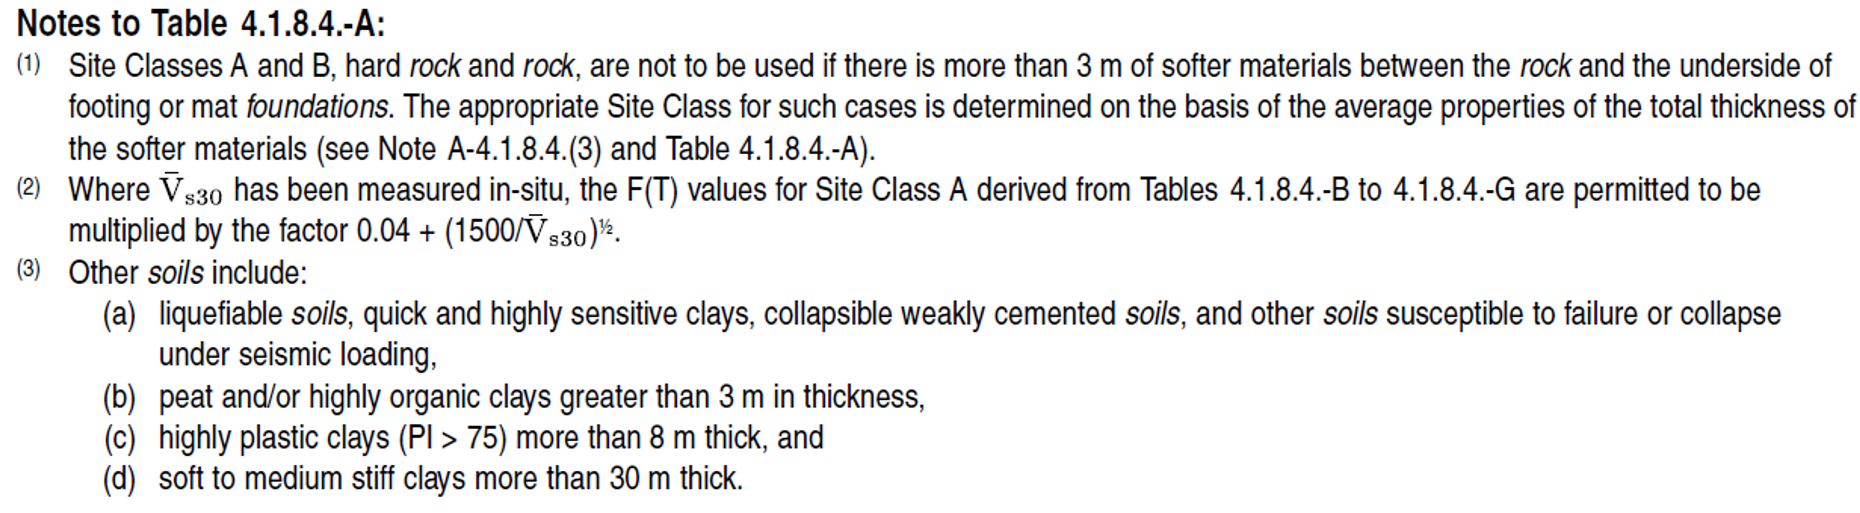 Notes to Table 4.1.8.4.-A:
(1) Site Classes A and B, hard rock and rock, are not to be used if there is more than 3 m of softer materials between the rock and the underside of
footing or mat foundations. The appropriate Site Class for such cases is determined on the basis of the average properties of the total thickness of
the softer materials (see Note A-4.1.8.4.(3) and Table 4.1.8.4.-A).
(2) Where V̄s30 has been measured in-situ, the F(T) values for Site Class A derived from Tables 4.1.8.4.-B to 4.1.8.4.-G are permitted to be
multiplied by the factor 0.04 + (1500/V̄s30)½.
(3) Other soils include:
(a) liquefiable soils, quick and highly sensitive clays, collapsible weakly cemented soils, and other soils susceptible to failure or collapse
under seismic loading,
(b) peat and/or highly organic clays greater than 3 m in thickness,
(c) highly plastic clays (PI > 75) more than 8 m thick, and
(d) soft to medium stiff clays more than 30 m thick.